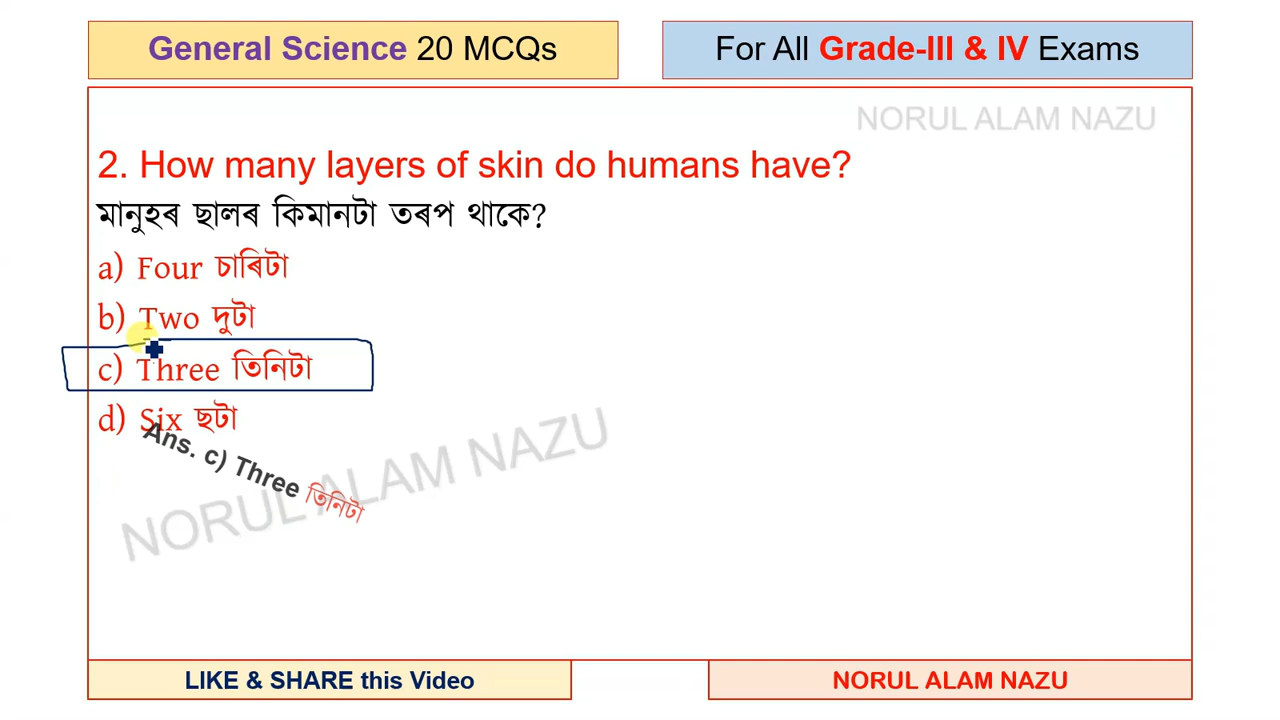 General Science 20 MCQs
For All Grade-III & IV Exams
NORUL ALAM NAZU
2. How many layers of skin do humans have?
মানুহৰ ছালৰ কিমানটা তৰপ থাকে?
a) Four চাৰিটা
b) Two দুটা
c) Three তিনিটা
d) Six ছটা
Ans. c) Three তিনিটা
NORUL ALAM NAZU
LIKE & SHARE this Video
NORUL ALAM NAZU